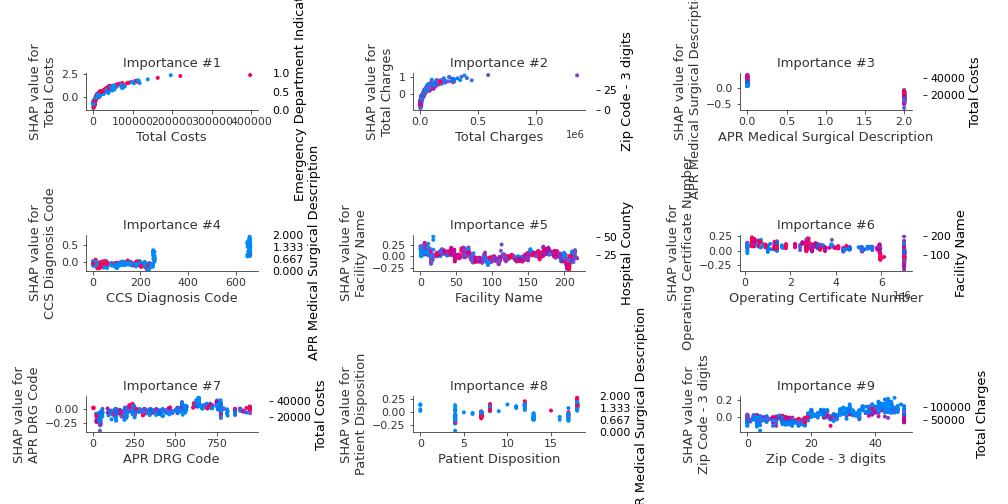 Importance #1
SHAP value for
Total Costs
2.5
0.0
0
100000
200000
300000
400000
Total Costs
1.0
0.5
0.0
Emergency Department Indicat
Importance #2
SHAP value for
Total Charges
1
0
0.0
0.5
1.0
1e6
Total Charges
25
0
Zip Code - 3 digits
Importance #3
SHAP value for
APR Medical Surgical Descripti
0.0
−0.5
0.0
0.5
1.0
1.5
2.0
APR Medical Surgical Description
40000
20000
Total Costs
Importance #4
SHAP value for
CCS Diagnosis Code
0.5
0.0
0
200
400
600
CCS Diagnosis Code
2.000
1.333
0.667
0.000
APR Medical Surgical Description
Importance #5
SHAP value for
Facility Name
0.25
0.00
−0.25
0
50
100
150
200
Facility Name
50
25
Hospital County
Importance #6
SHAP value for
Operating Certificate Number
0.25
0.00
−0.25
0
2
4
6
1e6
Operating Certificate Number
200
100
Facility Name
Importance #7
SHAP value for
APR DRG Code
0.00
−0.25
0
250
500
750
APR DRG Code
40000
20000
Total Costs
Importance #8
SHAP value for
Patient Disposition
0.25
0.00
−0.25
0
5
10
15
Patient Disposition
2.000
1.333
0.667
0.000
R Medical Surgical Description
Importance #9
SHAP value for
Zip Code - 3 digits
0.2
0.0
0
20
40
Zip Code - 3 digits
100000
50000
Total Charges